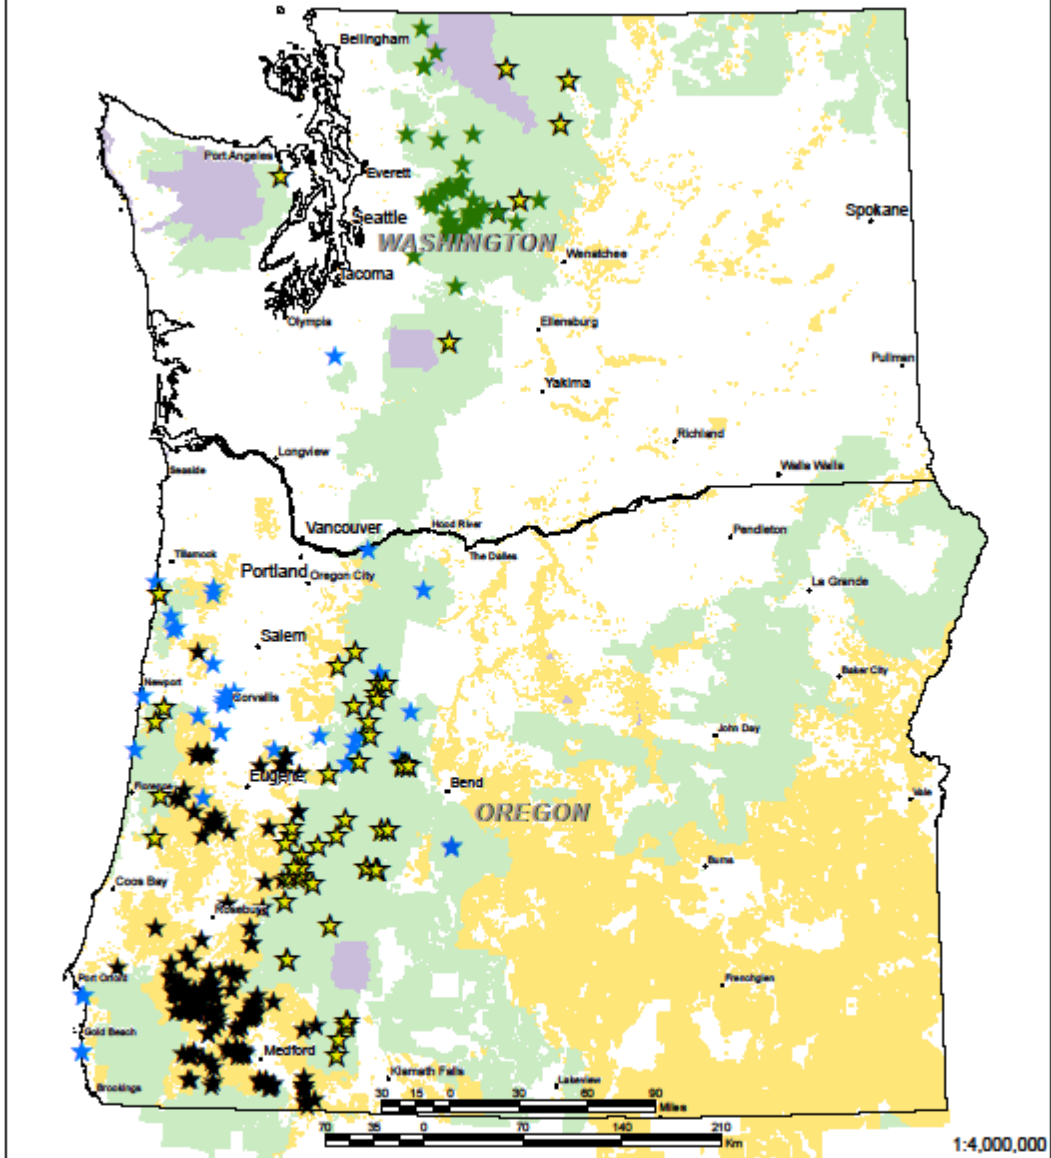 Bellingham
Port Angeles
Everett
Seattle
Spokane
WASHINGTON
Wenatchee
Tacoma
Olympia
Ellensburg
Pullman
Yakima
Richland
Longview
Walla Walla
Seaside
Vancouver
Hood River
Pendleton
Tillamook
The Dalles
Portland
Oregon City
La Grande
Salem
Baker City
Newport
Corvallis
John Day
Eugene
Bend
Florence
Vale
OREGON
Burns
Coos Bay
Roseburg
Port Orford
Frenchglen
Gold Beach
Medford
Klamath Falls
Lakeview
Brookings
30 15 0 30 60 90
Miles
70 35 0 70 140 210
Km
1:4,000,000